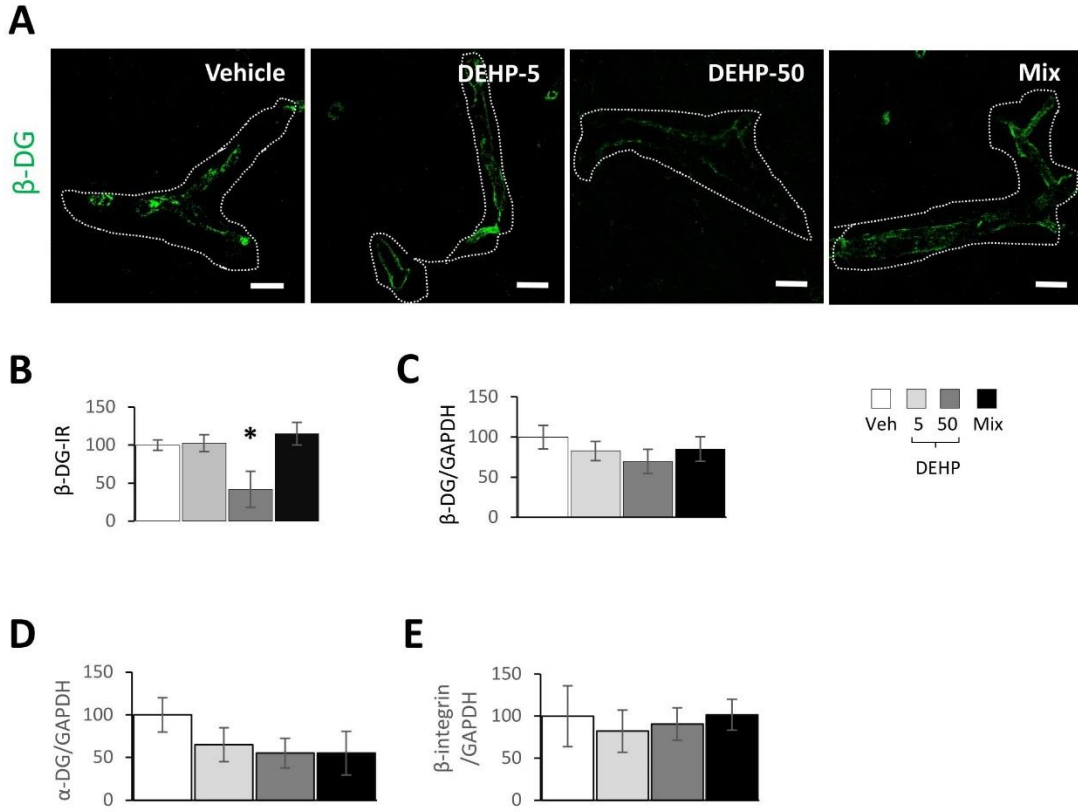 A
Vehicle
DEHP-5
DEHP-50
Mix
β-DG
B
150
100
50
0
β-DG-IR
*
C
150
100
50
0
β-DG/GAPDH
Veh 5 50 Mix
DEHP
D
150
100
50
0
α-DG/GAPDH
E
150
100
50
0
β-integrin
/GAPDH